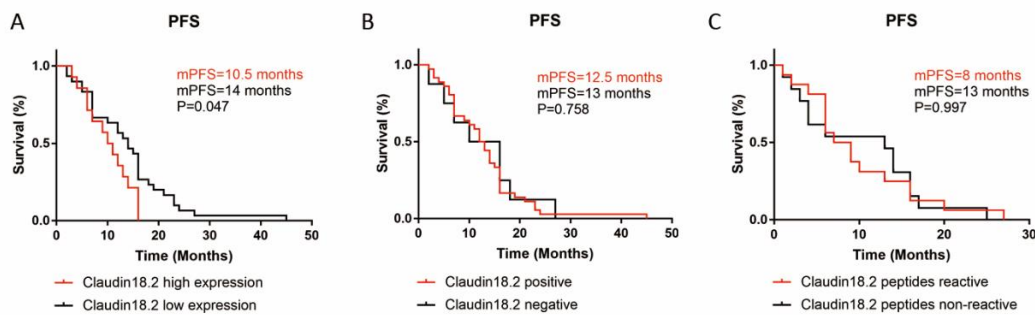 A
PFS
mPFS=10.5 months
mPFS=14 months
P=0.047
Survival (%)
1.0
0.5
0.0
0 10 20 30 40 50
Time (Months)
Claudin18.2 high expression
Claudin18.2 low expression
B
PFS
mPFS=12.5 months
mPFS=13 months
P=0.758
Survival (%)
1.0
0.5
0.0
0 10 20 30 40 50
Time (Months)
Claudin18.2 positive
Claudin18.2 negative
C
PFS
mPFS=8 months
mPFS=13 months
P=0.997
Survival (%)
1.0
0.5
0.0
0 10 20 30
Time (Months)
Claudin18.2 peptides reactive
Claudin18.2 peptides non-reactive